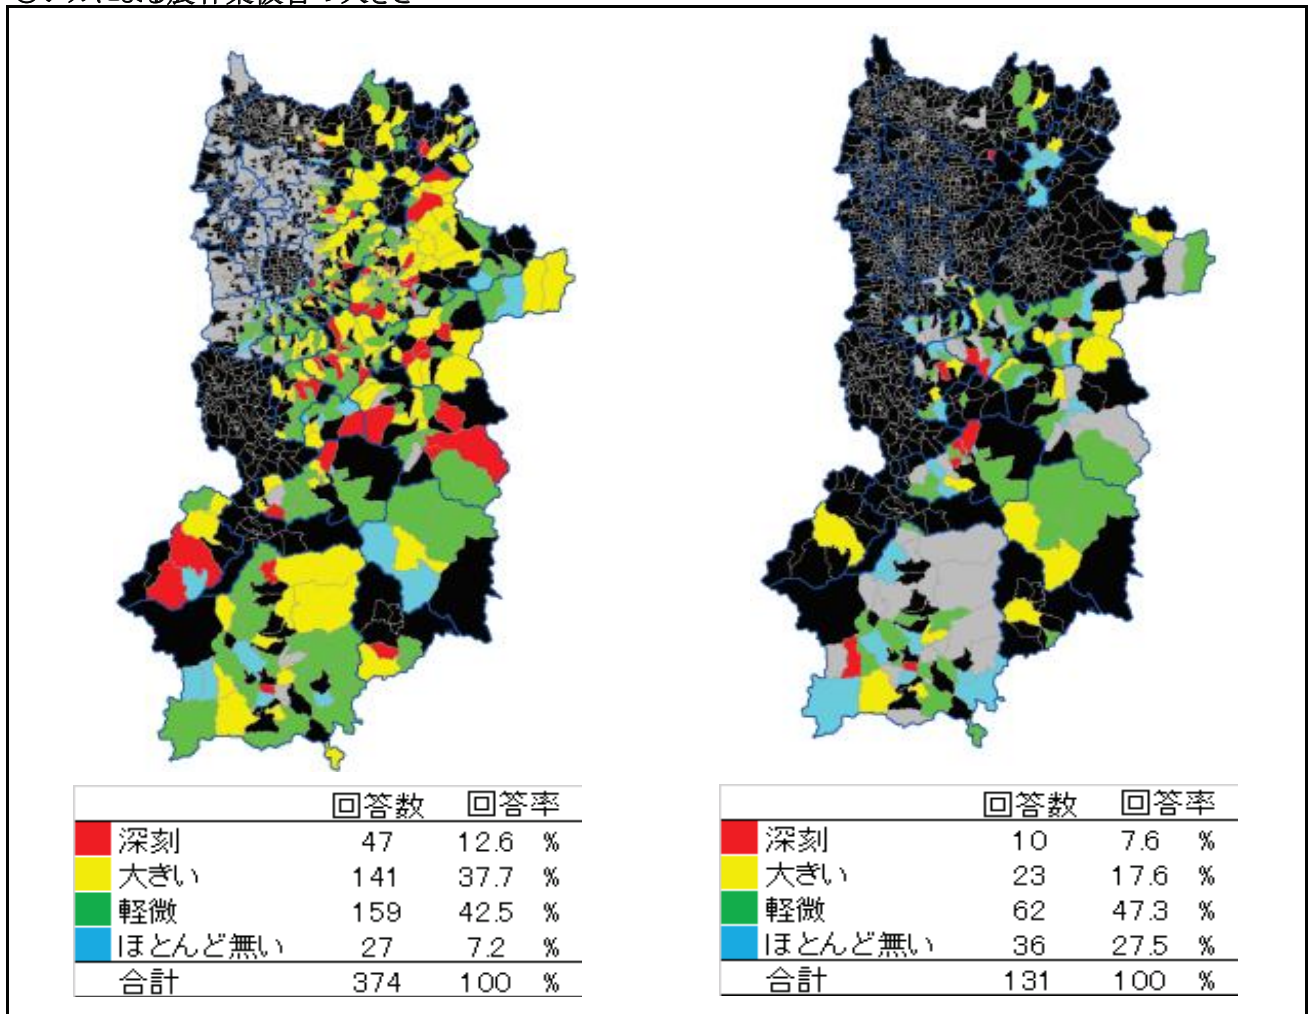 回答数 回答率
深刻 47 12.6 %
大きい 141 37.7 %
軽微 159 42.5 %
ほとんど無い 27 7.2 %
合計 374 100 %
回答数 回答率
深刻 10 7.6 %
大きい 23 17.6 %
軽微 62 47.3 %
ほとんど無い 36 27.5 %
合計 131 100 %